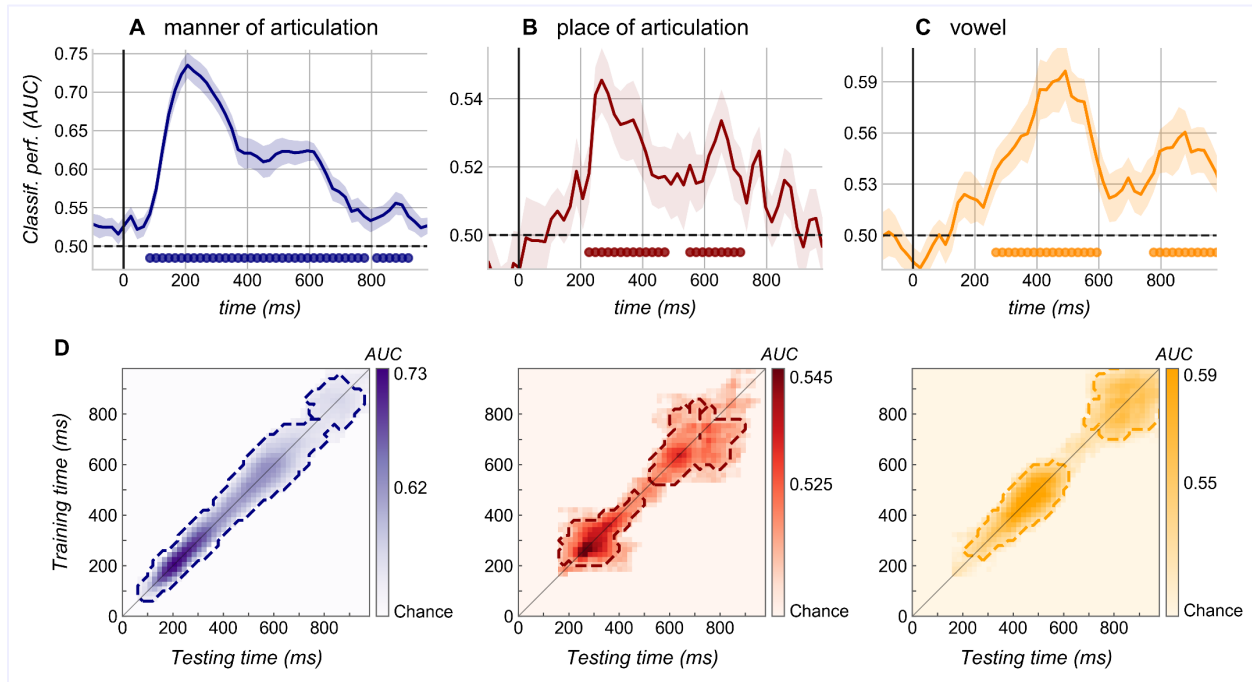 A manner of articulation
B place of articulation
C vowel
Classif. perf. (AUC)
0.75
0.70
0.65
0.60
0.55
0.50
0 200 400 600 800
time (ms)
0.54
0.52
0.50
0 200 400 600 800
time (ms)
0.59
0.56
0.53
0.50
0 200 400 600 800
time (ms)
D
Training time (ms)
800
600
400
200
0
0 200 400 600 800
Testing time (ms)
AUC
0.73
0.62
Chance
800
600
400
200
0
0 200 400 600 800
Testing time (ms)
AUC
0.545
0.525
Chance
800
600
400
200
0
0 200 400 600 800
Testing time (ms)
AUC
0.59
0.55
Chance